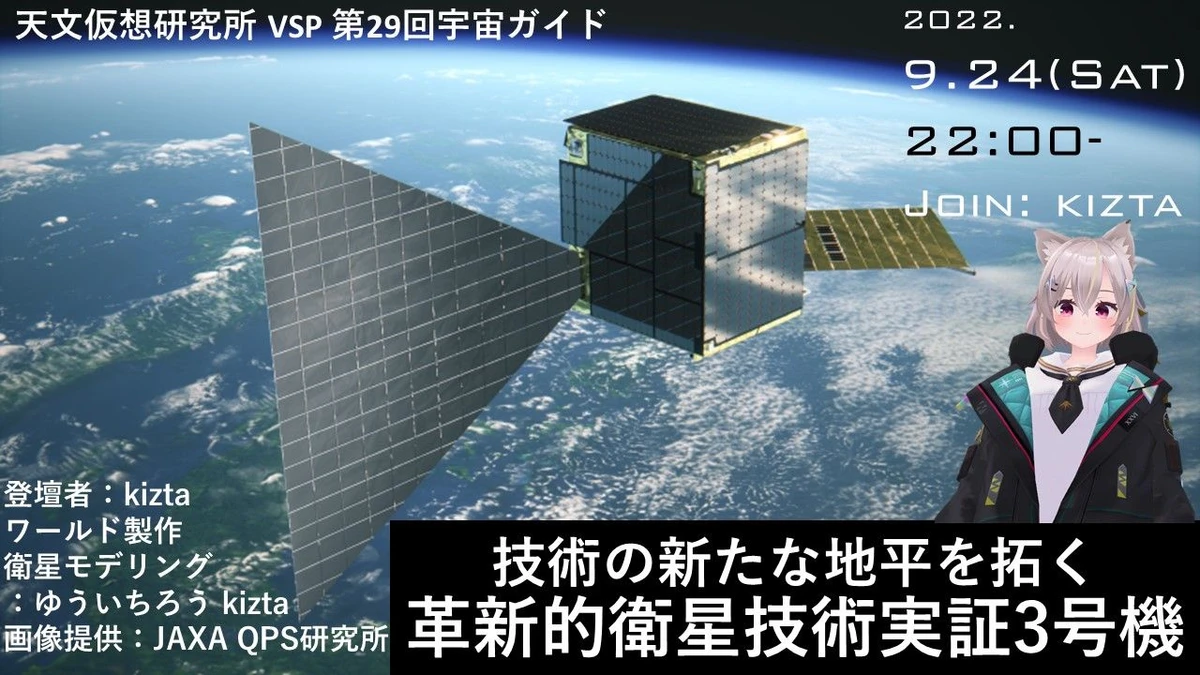 天文仮想研究所 VSP 第29回宇宙ガイド
2022.
9.24(SAT)
22:00-
JOIN: KIZTA
登壇者：kizta
ワールド製作
衛星モデリング
：ゆういちろう kizta
画像提供：JAXA QPS研究所
技術の新たな地平を拓く
革新的衛星技術実証3号機
XXVI